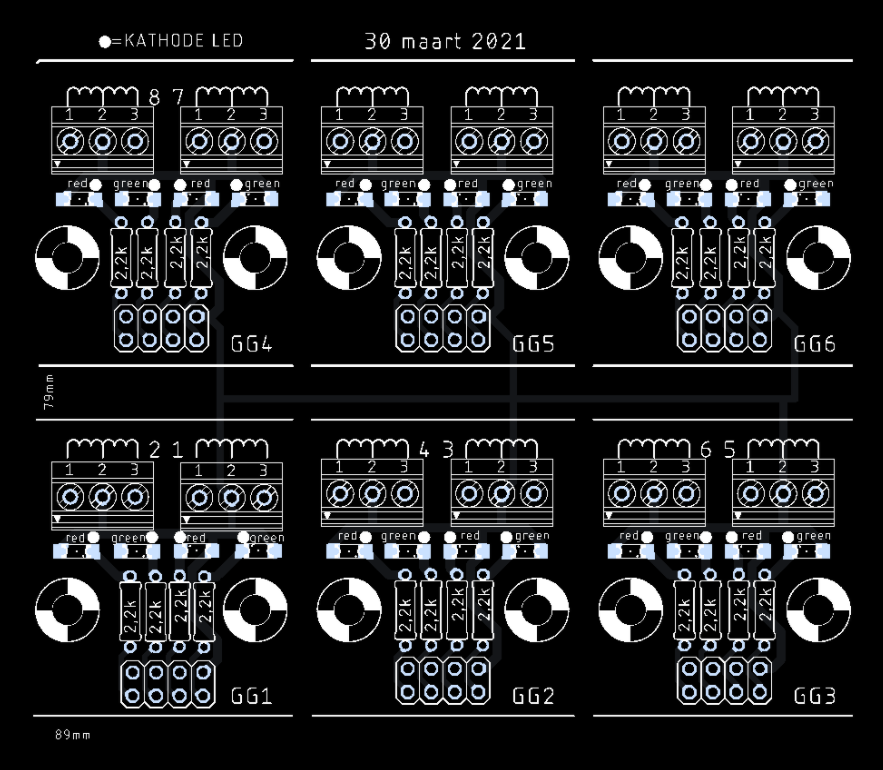 =KATHODE LED
30 maart 2021
8 7
1 2 3 1 2 3 1 2 3 1 2 3 1 2 3 1 2 3
red green red green red green red green red green red green
2,2k 2,2k 2,2k 2,2k 2,2k 2,2k 2,2k 2,2k 2,2k 2,2k 2,2k 2,2k
GG4 GG5 GG6
79mm
2 1 4 3 6 5
1 2 3 1 2 3 1 2 3 1 2 3 1 2 3 1 2 3
red green red green red green red green red green red green
2,2k 2,2k 2,2k 2,2k 2,2k 2,2k 2,2k 2,2k 2,2k 2,2k 2,2k 2,2k
GG1 GG2 GG3
89mm